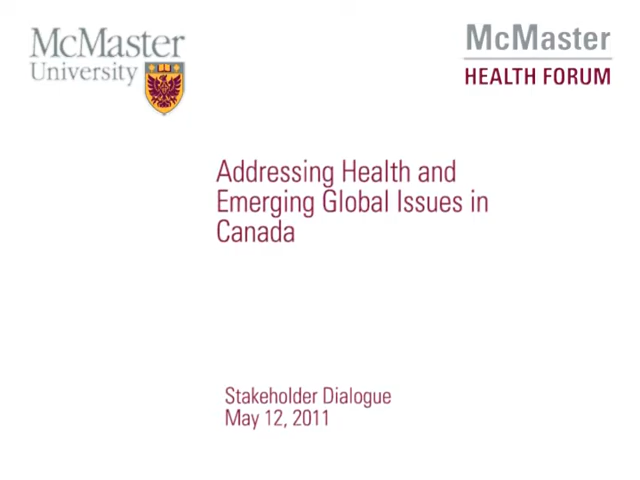 McMaster
University
McMaster
HEALTH FORUM
Addressing Health and
Emerging Global Issues in
Canada
Stakeholder Dialogue
May 12, 2011